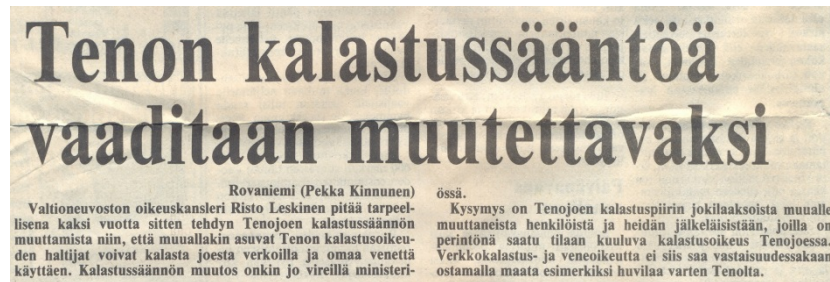 Tenon kalastussääntöä
vaaditaan muutettavaksi
Rovaniemi (Pekka Kinnunen)
Valtioneuvoston oikeuskansleri Risto Leskinen pitää tarpeel-
lisena kaksi vuotta sitten tehdyn Tenojoen kalastussäännön
muuttamista niin, että muuallakin asuvat Tenon kalastusoikeu-
den haltijat voivat kalasta joesta verkoilla ja omaa venettä
käyttäen. Kalastussäännön muutos onkin jo vireillä ministeri-
össä.
Kysymys on Tenojoen kalastuspiirin jokilaaksoista muualle
muuttaneista henkilöistä ja heidän jälkeläisistään, joilla on
perintönä saatu tilaan kuuluva kalastusoikeus Tenojoessa.
Verkkokalastus- ja veneoikeutta ei siis saa vastaisuudessakaan
ostamalla maata esimerkiksi huvilaa varten Tenolta.